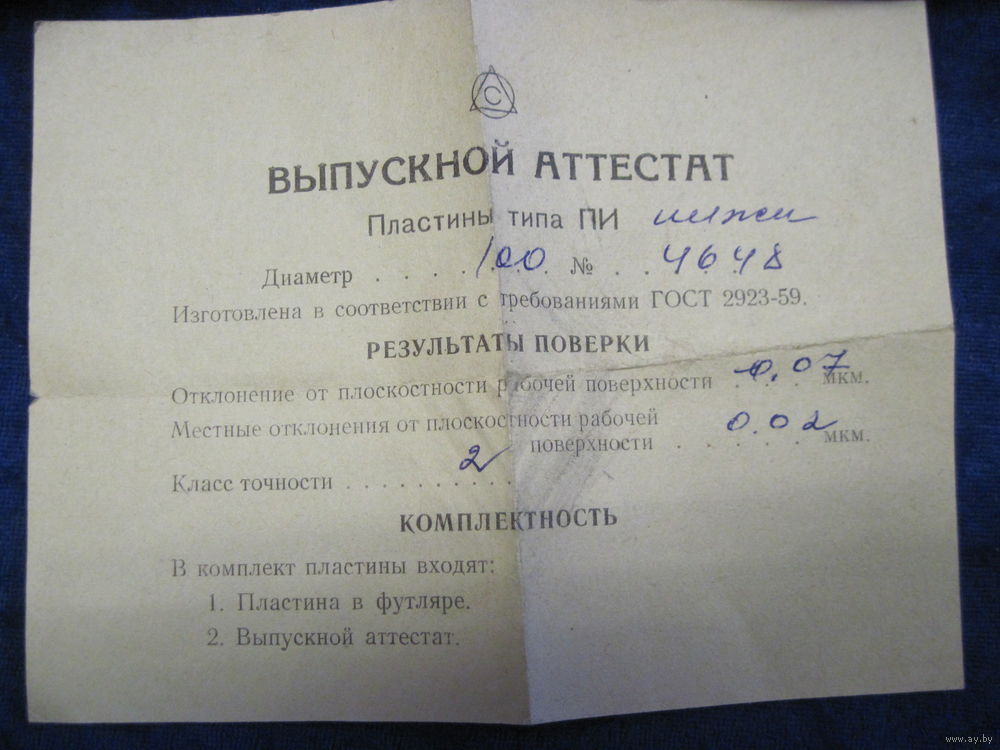 С
ВЫПУСКНОЙ АТТЕСТАТ
Пластины типа ПИ нижн
Диаметр . . . . 100 № . . 4648
Изготовлена в соответствии с требованиями ГОСТ 2923-59.
РЕЗУЛЬТАТЫ ПОВЕРКИ
Отклонение от плоскостности рабочей поверхности 0,07 мкм.
Местные отклонения от плоскостности рабочей
поверхности . . . . 0.02 мкм.
Класс точности . . . . 2 . . . .
КОМПЛЕКТНОСТЬ
В комплект пластины входят:
1. Пластина в футляре.
2. Выпускной аттестат.
www.ay.by